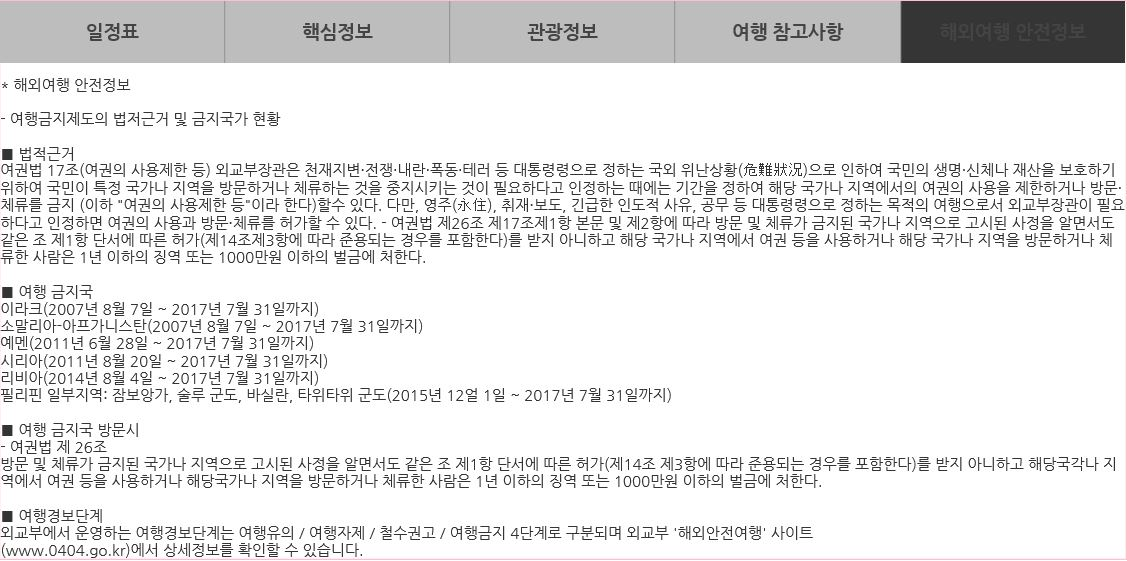 일정표
핵심정보
관광정보
여행 참고사항
해외여행 안전정보
* 해외여행 안전정보
- 여행금지제도의 법저근거 및 금지국가 현황
■ 법적근거
여권법 17조(여권의 사용제한 등) 외교부장관은 천재지변·전쟁·내란·폭동·테러 등 대통령령으로 정하는 국외 위난상황(危難狀況)으로 인하여 국민의 생명·신체나 재산을 보호하기
위하여 국민이 특정 국가나 지역을 방문하거나 체류하는 것을 중지시키는 것이 필요하다고 인정하는 때에는 기간을 정하여 해당 국가나 지역에서의 여권의 사용을 제한하거나 방문·
체류를 금지 (이하 "여권의 사용제한 등"이라 한다)할수 있다. 다만, 영주(永住), 취재·보도, 긴급한 인도적 사유, 공무 등 대통령령으로 정하는 목적의 여행으로서 외교부장관이 필요
하다고 인정하면 여권의 사용과 방문·체류를 허가할 수 있다. - 여권법 제26조 제17조제1항 본문 및 제2항에 따라 방문 및 체류가 금지된 국가나 지역으로 고시된 사정을 알면서도
같은 조 제1항 단서에 따른 허가(제14조제3항에 따라 준용되는 경우를 포함한다)를 받지 아니하고 해당 국가나 지역에서 여권 등을 사용하거나 해당 국가나 지역을 방문하거나 체
류한 사람은 1년 이하의 징역 또는 1000만원 이하의 벌금에 처한다.
■ 여행 금지국
이라크(2007년 8월 7일 ~ 2017년 7월 31일까지)
소말리아-아프가니스탄(2007년 8월 7일 ~ 2017년 7월 31일까지)
예멘(2011년 6월 28일 ~ 2017년 7월 31일까지)
시리아(2011년 8월 20일 ~ 2017년 7월 31일까지)
리비아(2014년 8월 4일 ~ 2017년 7월 31일까지)
필리핀 일부지역: 잠보앙가, 술루 군도, 바실란, 타위타위 군도(2015년 12얼 1일 ~ 2017년 7월 31일까지)
■ 여행 금지국 방문시
- 여권법 제 26조
방문 및 체류가 금지된 국가나 지역으로 고시된 사정을 알면서도 같은 조 제1항 단서에 따른 허가(제14조 제3항에 따라 준용되는 경우를 포함한다)를 받지 아니하고 해당국각나 지
역에서 여권 등을 사용하거나 해당국가나 지역을 방문하거나 체류한 사람은 1년 이하의 징역 또는 1000만원 이하의 벌금에 처한다.
■ 여행경보단계
외교부에서 운영하는 여행경보단계는 여행유의 / 여행자제 / 철수권고 / 여행금지 4단계로 구분되며 외교부 '해외안전여행' 사이트
(www.0404.go.kr)에서 상세정보를 확인할 수 있습니다.